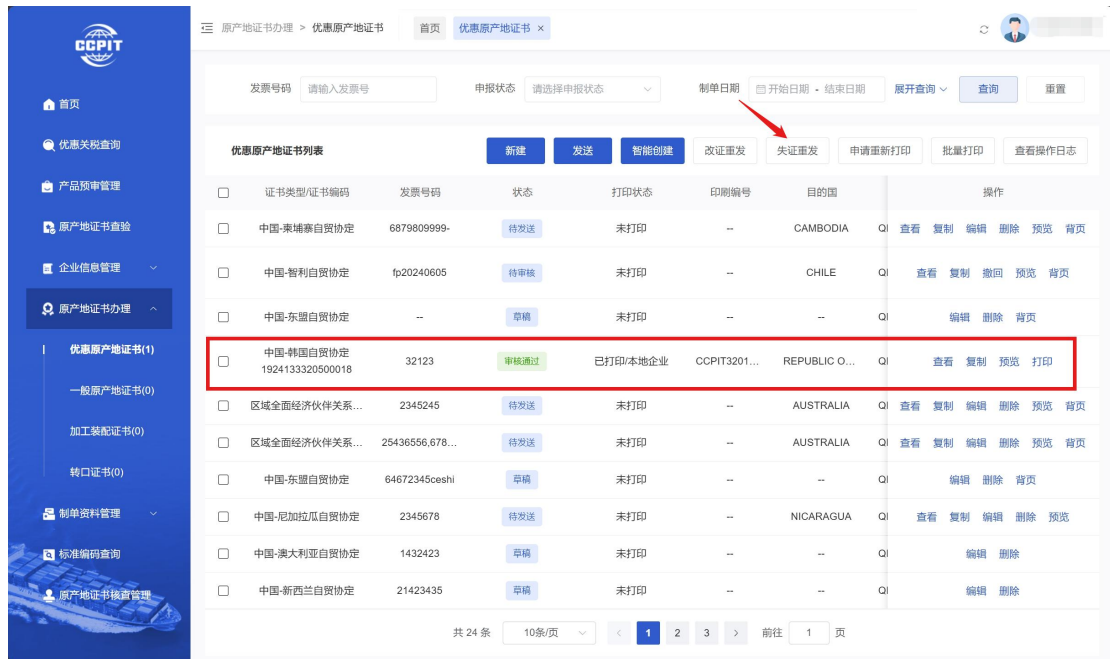 CCPIT
首页
优惠关税查询
产品预审管理
原产地证书查验
企业信息管理
原产地证书办理
优惠原产地证书(1)
一般原产地证书(0)
加工装配证书(0)
转口证书(0)
制单资料管理
标准编码查询
原产地证书核查管理
原产地证书办理 > 优惠原产地证书 首页 优惠原产地证书 ×
发票号码 请输入发票号 申报状态 请选择申报状态 制单日期 开始日期 - 结束日期 展开查询 查询 重置
优惠原产地证书列表 新建 发送 智能创建 改证重发 失证重发 申请重新打印 批量打印 查看操作日志
证书类型/证书编码 发票号码 状态 打印状态 印刷编号 目的国 操作
中国-柬埔寨自贸协定 6879809999- 待发送 未打印 -- CAMBODIA QI 查看 复制 编辑 删除 预览 背页
中国-智利自贸协定 fp20240605 待审核 未打印 -- CHILE QI 查看 复制 撤回 预览 背页
中国-东盟自贸协定 -- 草稿 未打印 -- -- QI 编辑 删除 背页
中国-韩国自贸协定
1924133320500018 32123 审核通过 已打印/本地企业 CCPIT3201... REPUBLIC O... QI 查看 复制 预览 打印
区域全面经济伙伴关系... 2345245 待发送 未打印 -- AUSTRALIA QI 查看 复制 编辑 删除 预览 背页
区域全面经济伙伴关系... 25436556,678... 待发送 未打印 -- AUSTRALIA QI 查看 复制 编辑 删除 预览 背页
中国-东盟自贸协定 64672345ceshi 草稿 未打印 -- -- QI 编辑 删除 背页
中国-尼加拉瓜自贸协定 2345678 待发送 未打印 -- NICARAGUA QI 查看 复制 编辑 删除 预览
中国-澳大利亚自贸协定 1432423 草稿 未打印 -- -- QI 编辑 删除
中国-新西兰自贸协定 21423435 草稿 未打印 -- -- QI 编辑 删除
共 24 条 10条/页 < 1 2 3 > 前往 1 页